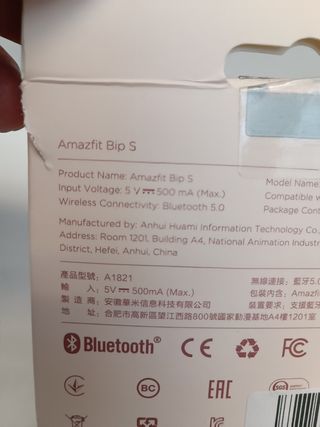 Amazfit Bip S
Product Name: Amazfit Bip S
Model Name:
Input Voltage: 5 V⎓500 mA (Max.)
Compatible w
Wireless Connectivity: Bluetooth 5.0
Package Cont
Manufactured by: Anhui Huami Information Technology Co.,
Address: Room 1201, Building A4, National Animation Indust
District, Hefei, Anhui, China
產品型號：A1821
無線連接：藍牙5.0
輸 入：5V⎓500mA(Max.)
包裝內含：Amazf
製 造 商：安徽華米信息科技有限公司
裝置要求：支援藍牙
地 址：合肥市高新區望江西路800號國家動漫基地A4樓1201室
Bluetooth®
CE
FC
BC
EAC
SGS